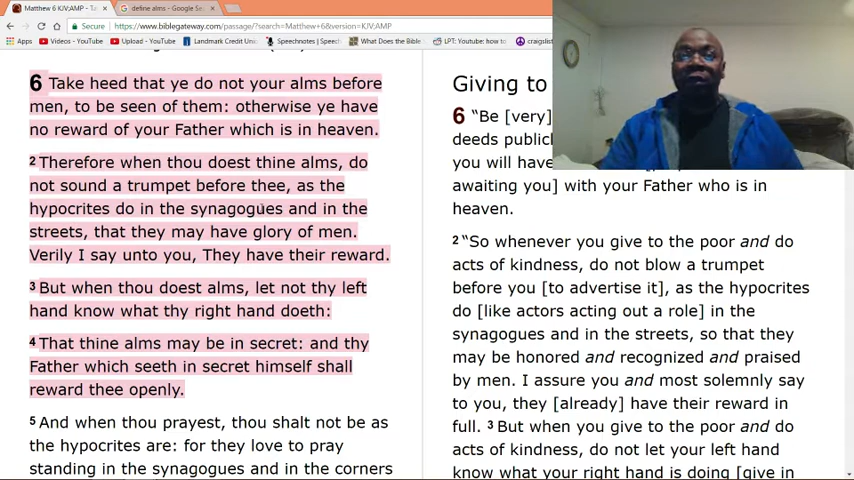 Matthew 6 KJV;AMP - 
define alms - Google Se
Secure
https://www.biblegateway.com/passage/?search=Matthew+6&version=KJV;AMP
Apps
Videos - YouTube
Upload - YouTube
Landmark Credit Uni
Speechnotes | Speech
What Does the Bible
LPT: Youtube: how to
craigslist
6 Take heed that ye do not your alms before
men, to be seen of them: otherwise ye have
no reward of your Father which is in heaven.
2 Therefore when thou doest thine alms, do
not sound a trumpet before thee, as the
hypocrites do in the synagogues and in the
streets, that they may have glory of men.
Verily I say unto you, They have their reward.
3 But when thou doest alms, let not thy left
hand know what thy right hand doeth:
4 That thine alms may be in secret: and thy
Father which seeth in secret himself shall
reward thee openly.
5 And when thou prayest, thou shalt not be as
the hypocrites are: for they love to pray
standing in the synagogues and in the corners
Giving to
6 “Be [very]
deeds public
you will have
awaiting you] with your Father who is in
heaven.
2 “So whenever you give to the poor and do
acts of kindness, do not blow a trumpet
before you [to advertise it], as the hypocrites
do [like actors acting out a role] in the
synagogues and in the streets, so that they
may be honored and recognized and praised
by men. I assure you and most solemnly say
to you, they [already] have their reward in
full. 3 But when you give to the poor and do
acts of kindness, do not let your left hand
know what your right hand is doing [give in